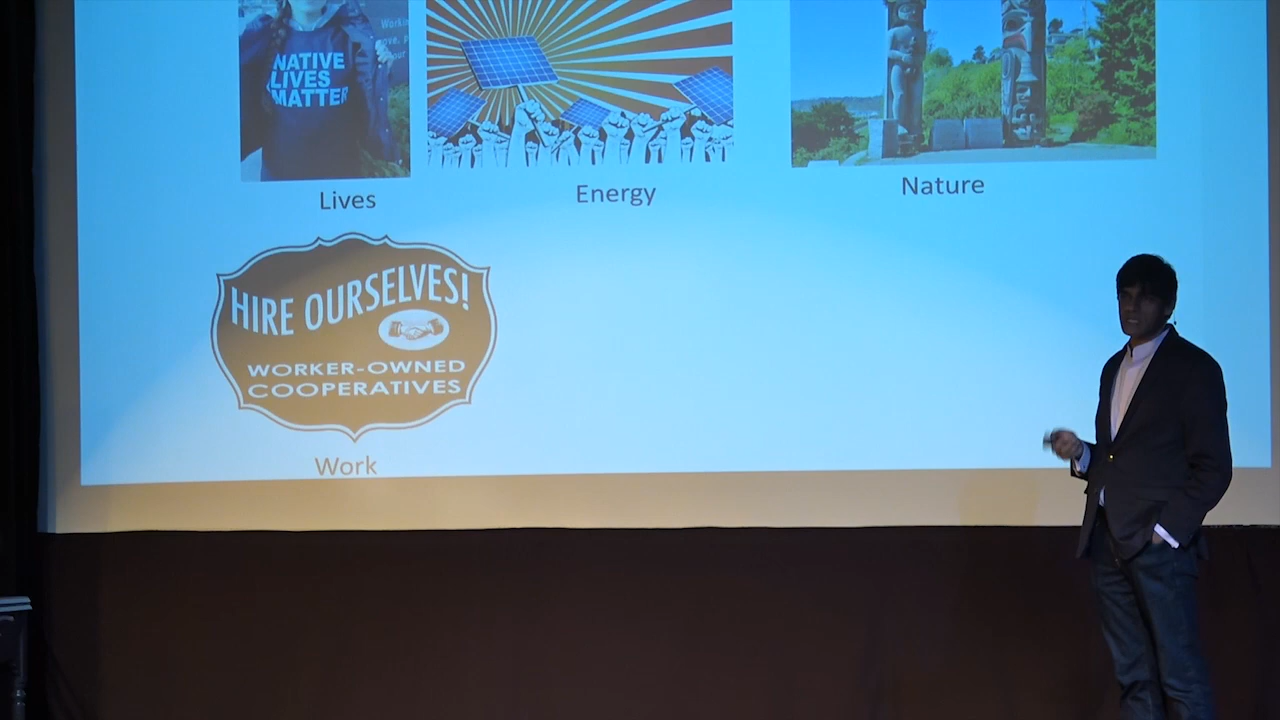 NATIVE
LIVES
MATTER
Lives
Energy
Nature
HIRE OURSELVES!
WORKER-OWNED
COOPERATIVES
Work